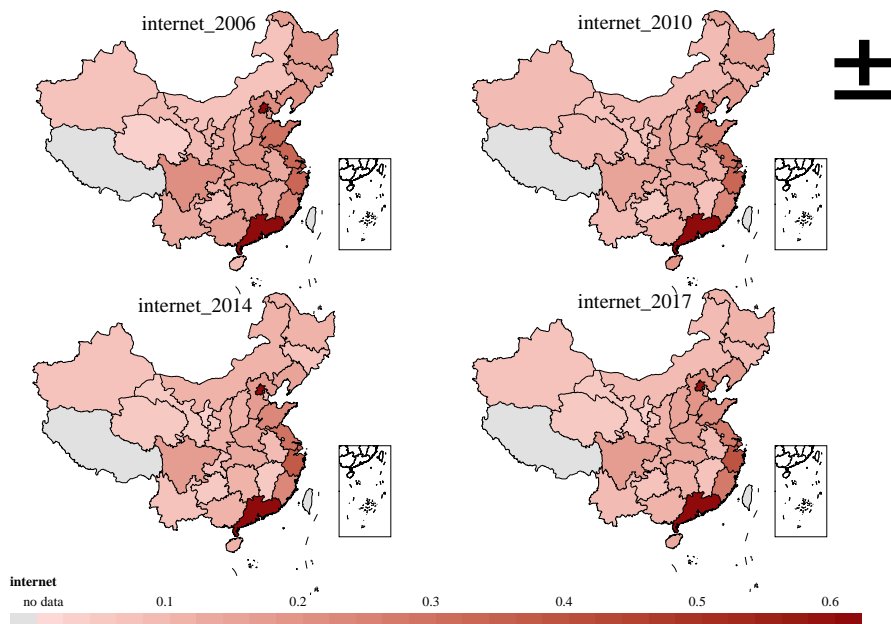 internet_2006
internet_2010
±
internet_2014
internet_2017
internet
no data 0.1 0.2 0.3 0.4 0.5 0.6